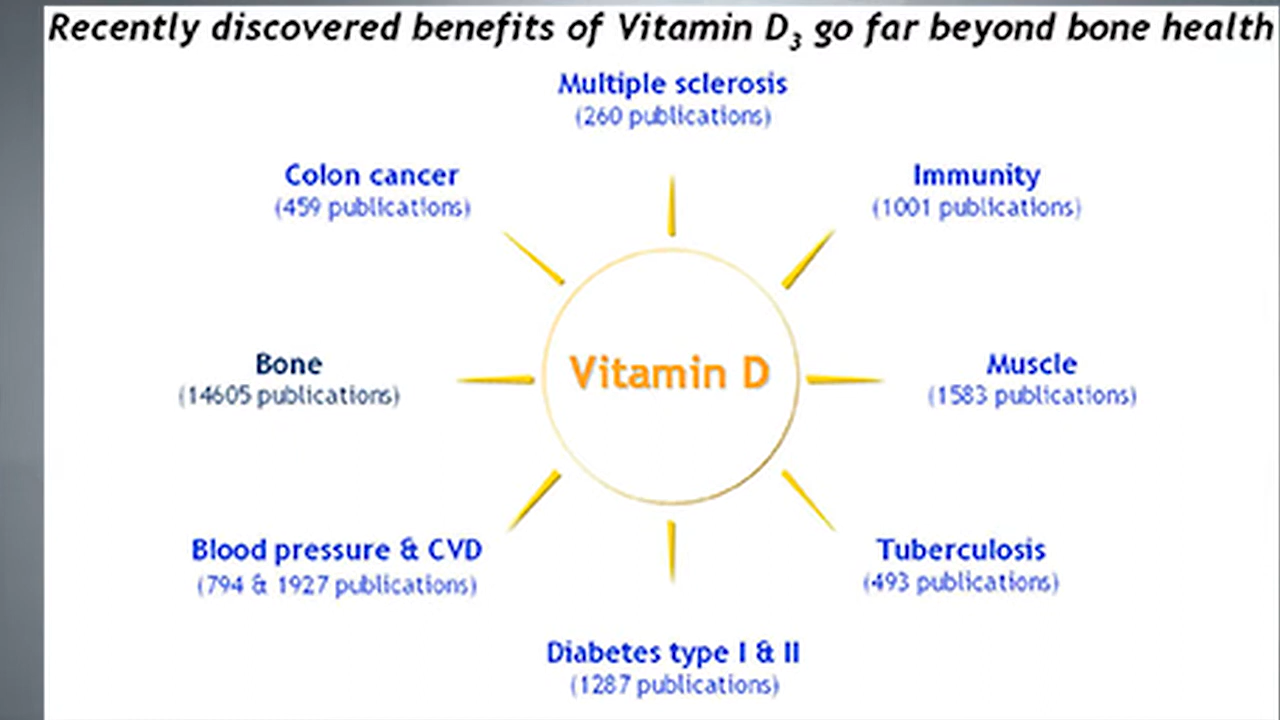 Recently discovered benefits of Vitamin D₃ go far beyond bone health
Multiple sclerosis
(260 publications)
Colon cancer
(459 publications)
Immunity
(1001 publications)
Bone
(14605 publications)
Vitamin D
Muscle
(1583 publications)
Blood pressure & CVD
(794 & 1927 publications)
Tuberculosis
(493 publications)
Diabetes type I & II
(1287 publications)